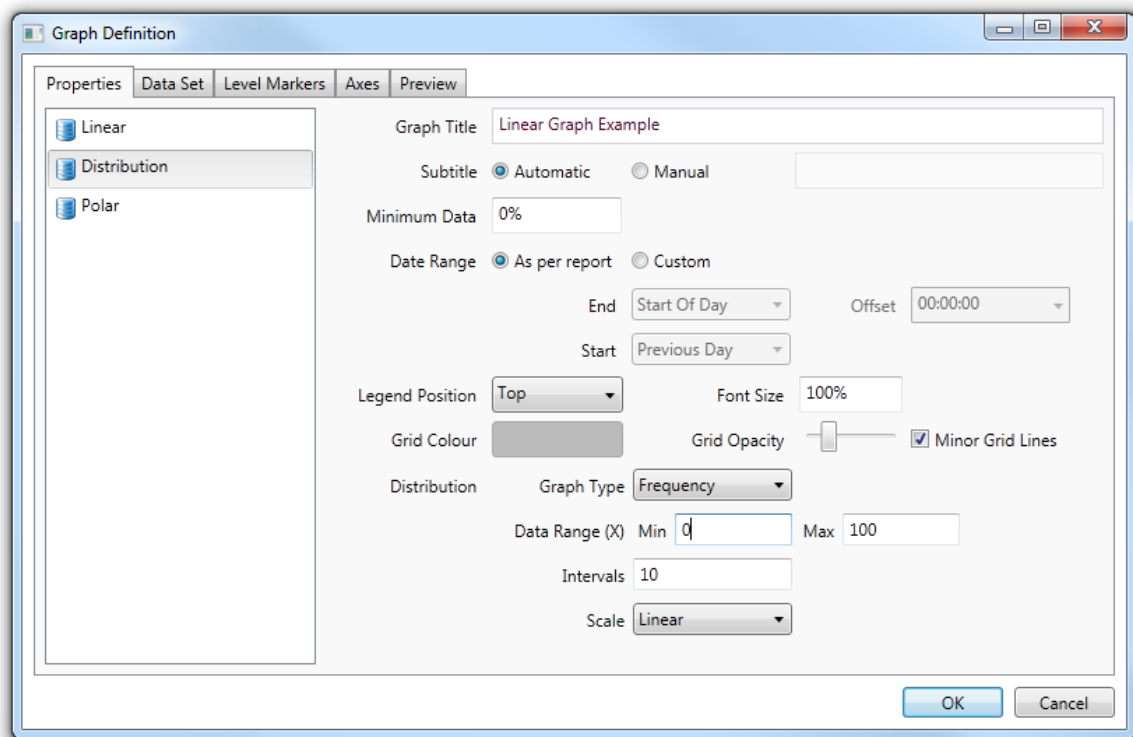 Graph Definition
Properties Data Set Level Markers Axes Preview
Linear
Distribution
Polar
Graph Title Linear Graph Example
Subtitle Automatic Manual
Minimum Data 0%
Date Range As per report Custom
End Start Of Day Offset 00:00:00
Start Previous Day
Legend Position Top Font Size 100%
Grid Colour Grid Opacity Minor Grid Lines
Distribution Graph Type Frequency
Data Range (X) Min 0 Max 100
Intervals 10
Scale Linear
OK Cancel